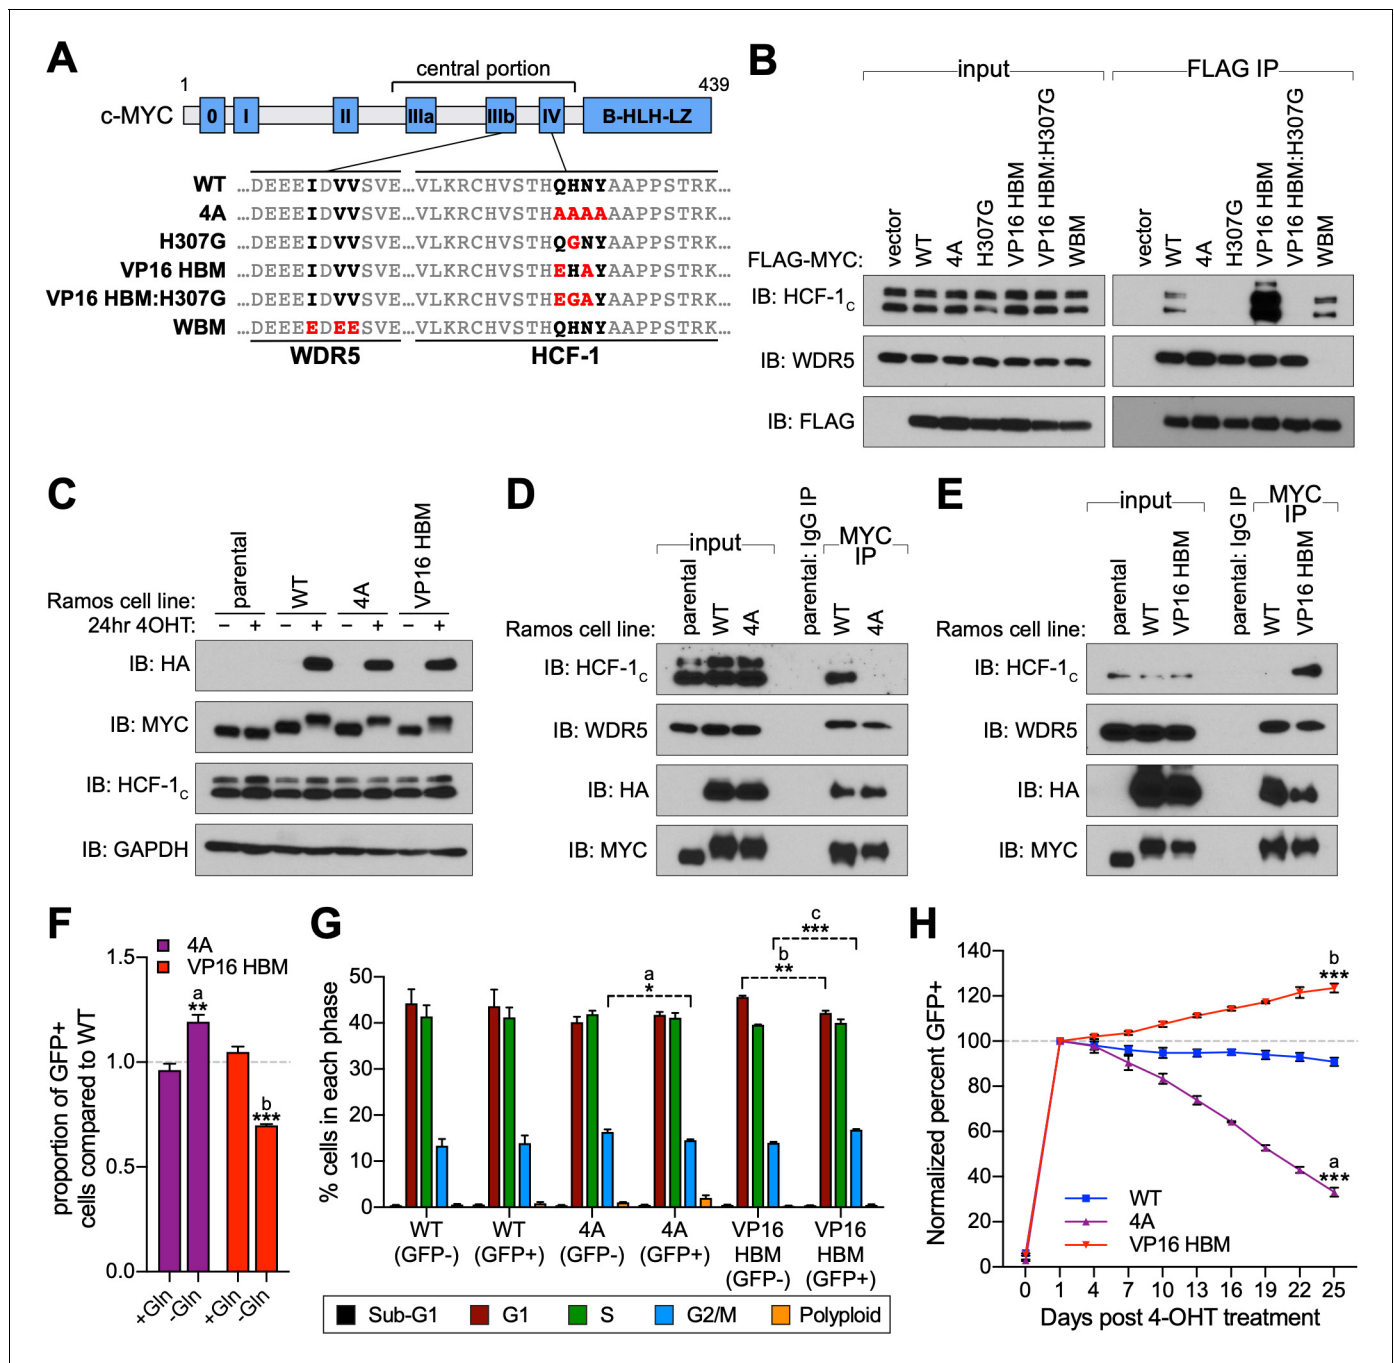 A
central portion
1
439
c-MYC
0
I
II
IIIa
IIIb
IV
B-HLH-LZ
WT …DEEEIDVVSVE…VLKRCHVSTHQHNYAAPPSTRK…
4A …DEEEIDVVSVE…VLKRCHVSTHAAAAAAPPSTRK…
H307G …DEEEIDVVSVE…VLKRCHVSTHQGNYAAPPSTRK…
VP16 HBM …DEEEIDVVSVE…VLKRCHVSTHEHAYAAPPSTRK…
VP16 HBM:H307G …DEEEIDVVSVE…VLKRCHVSTHEGAYAAPPSTRK…
WBM …DEEEEDEESVE…VLKRCHVSTHQHNYAAPPSTRK…
WDR5
HCF-1
B
input
FLAG IP
FLAG-MYC:
vector
WT
4A
H307G
VP16 HBM
VP16 HBM:H307G
WBM
vector
WT
4A
H307G
VP16 HBM
VP16 HBM:H307G
WBM
IB: HCF-1C
IB: WDR5
IB: FLAG
C
Ramos cell line:
parental
WT
4A
VP16 HBM
24hr 4OHT: – + – + – + – +
IB: HA
IB: MYC
IB: HCF-1C
IB: GAPDH
D
input
parental: IgG IP
MYC
IP
Ramos cell line:
parental
WT
4A
WT
4A
IB: HCF-1C
IB: WDR5
IB: HA
IB: MYC
E
input
parental: IgG IP
MYC
IP
Ramos cell line:
parental
WT
VP16 HBM
WT
VP16 HBM
IB: HCF-1C
IB: WDR5
IB: HA
IB: MYC
F
4A
VP16 HBM
proportion of GFP+
cells compared to WT
1.5
1.0
0.5
0.0
a
**
b
***
+Gln
-Gln
+Gln
-Gln
G
% cells in each phase
50
40
30
20
10
0
a
*
b
**
c
***
WT
(GFP-)
WT
(GFP+)
4A
(GFP-)
4A
(GFP+)
VP16
HBM
(GFP-)
VP16
HBM
(GFP+)
Sub-G1
G1
S
G2/M
Polyploid
H
Normalized percent GFP+
140
120
100
80
60
40
20
0
b
***
a
***
WT
4A
VP16 HBM
0 1 4 7 10 13 16 19 22 25
Days post 4-OHT treatment